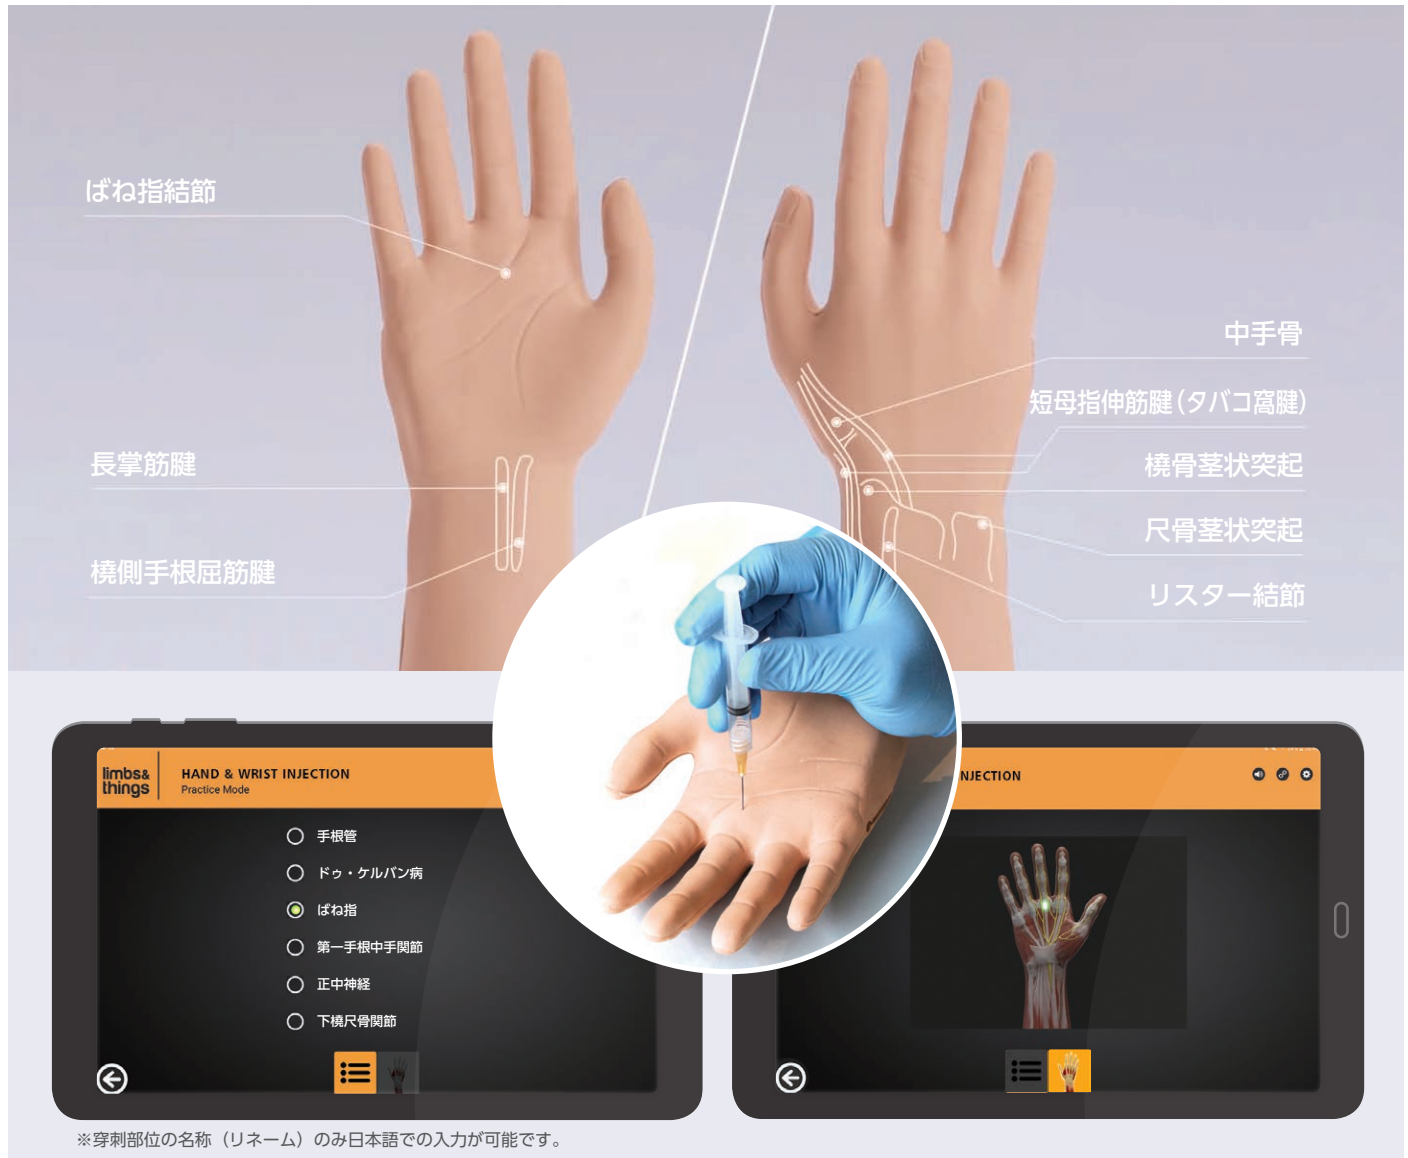 ばね指結節
長掌筋腱
橈側手根屈筋腱
中手骨
短母指伸筋腱(タバコ窩腱)
橈骨茎状突起
尺骨茎状突起
リスター結節
limbs&
things
HAND & WRIST INJECTION
Practice Mode
手根管
ドゥ・ケルバン病
ばね指
第一手根中手関節
正中神経
下橈尺骨関節
NJECTION
※穿刺部位の名称（リネーム）のみ日本語での入力が可能です。